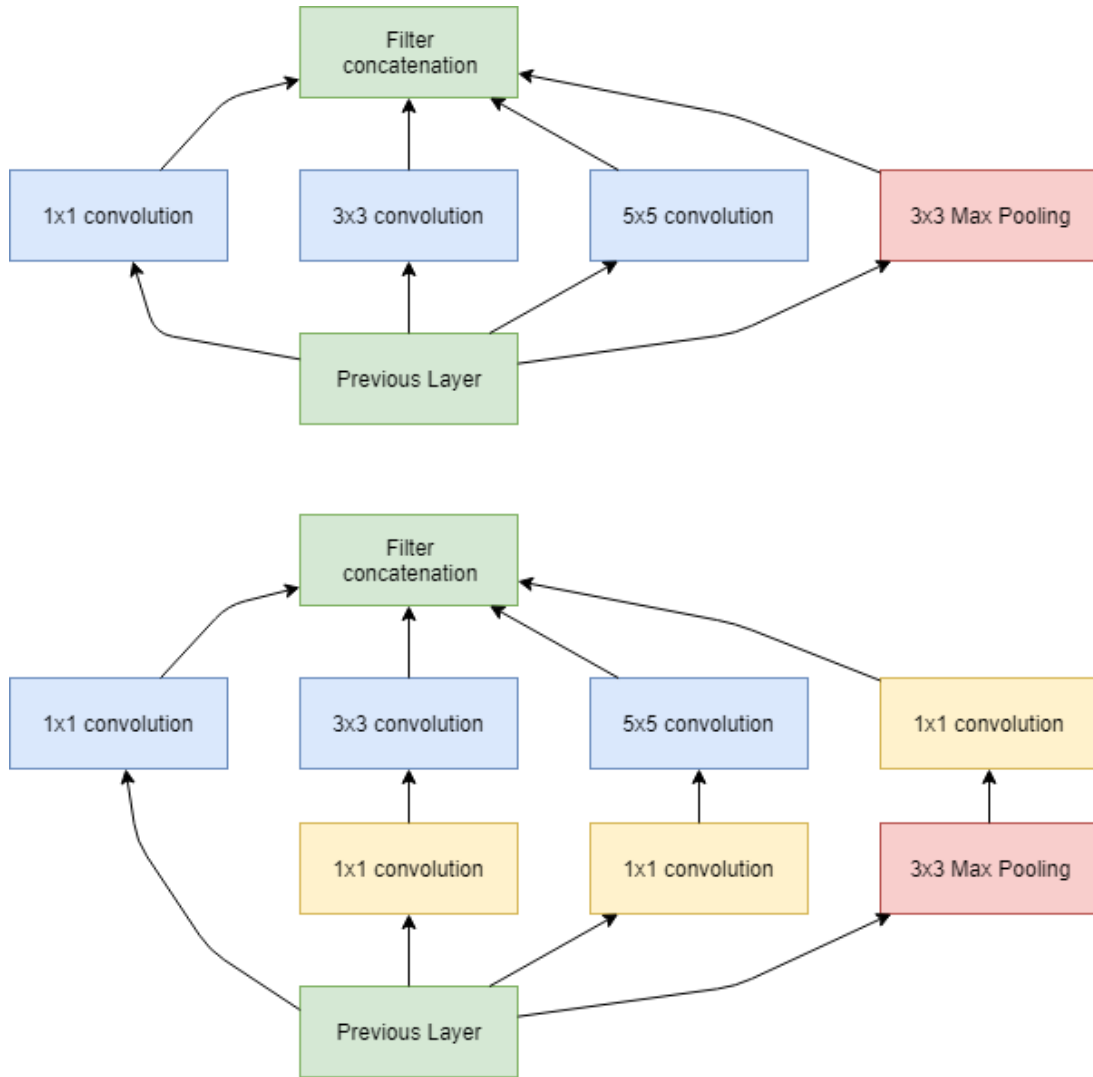 Filter
concatenation
1x1 convolution
3x3 convolution
5x5 convolution
3x3 Max Pooling
Previous Layer
Filter
concatenation
1x1 convolution
3x3 convolution
5x5 convolution
1x1 convolution
1x1 convolution
1x1 convolution
3x3 Max Pooling
Previous Layer